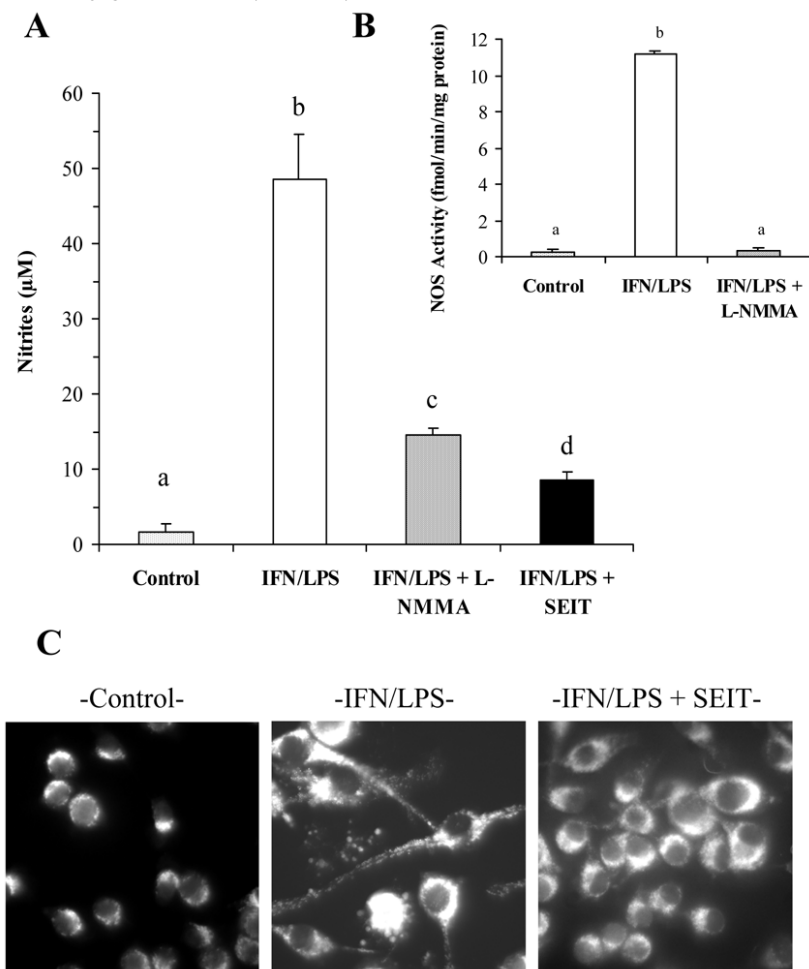 A
Nitrites (µM)
60
50
40
30
20
10
0
a
b
c
d
Control
IFN/LPS
IFN/LPS + L-
NMMA
IFN/LPS +
SEIT
B
NOS Activity (fmol/min/mg protein)
12
10
8
6
4
2
0
a
b
a
Control
IFN/LPS
IFN/LPS +
L-NMMA
C
-Control-
-IFN/LPS-
-IFN/LPS + SEIT-